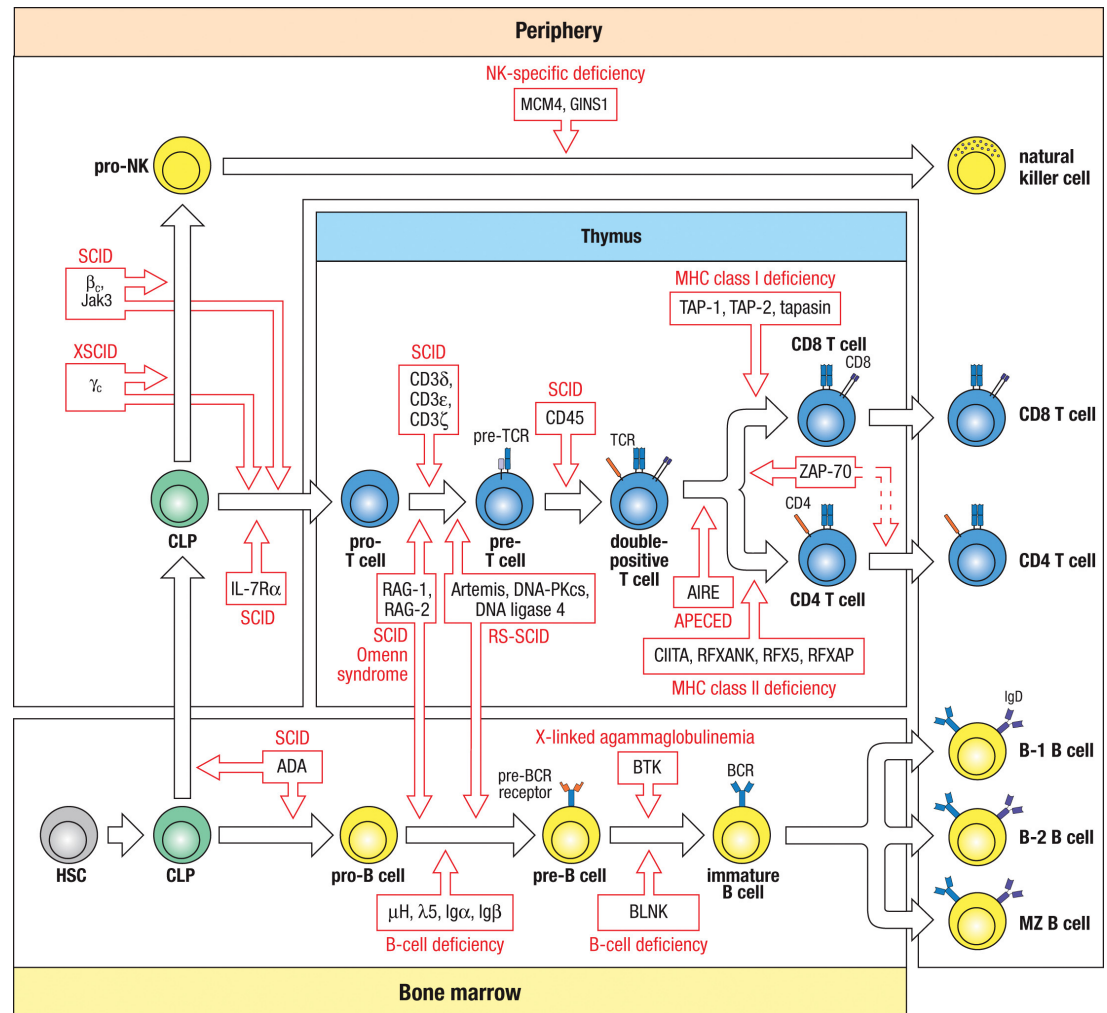 Periphery
NK-specific deficiency
MCM4, GINS1
pro-NK
natural
killer cell
Thymus
SCID
βc,
Jak3
XSCID
γc
MHC class I deficiency
TAP-1, TAP-2, tapasin
CD8 T cell
CD8
CD8 T cell
SCID
CD3δ,
CD3ε,
CD3ζ
SCID
CD45
pre-TCR
TCR
ZAP-70
CD4
CLP
pro-
T cell
pre-
T cell
double-
positive T cell
CD4 T cell
CD4 T cell
IL-7Rα
SCID
RAG-1,
RAG-2
SCID
Omenn
syndrome
Artemis, DNA-PKcs,
DNA ligase 4
RS-SCID
AIRE
APECED
CIITA, RFXANK, RFX5, RFXAP
MHC class II deficiency
SCID
ADA
X-linked agammaglobulinemia
BTK
pre-BCR
receptor
BCR
IgD
B-1 B cell
B-2 B cell
MZ B cell
HSC
CLP
pro-B cell
pre-B cell
immature
B cell
μH, λ5, Igα, Igβ
B-cell deficiency
BLNK
B-cell deficiency
Bone marrow